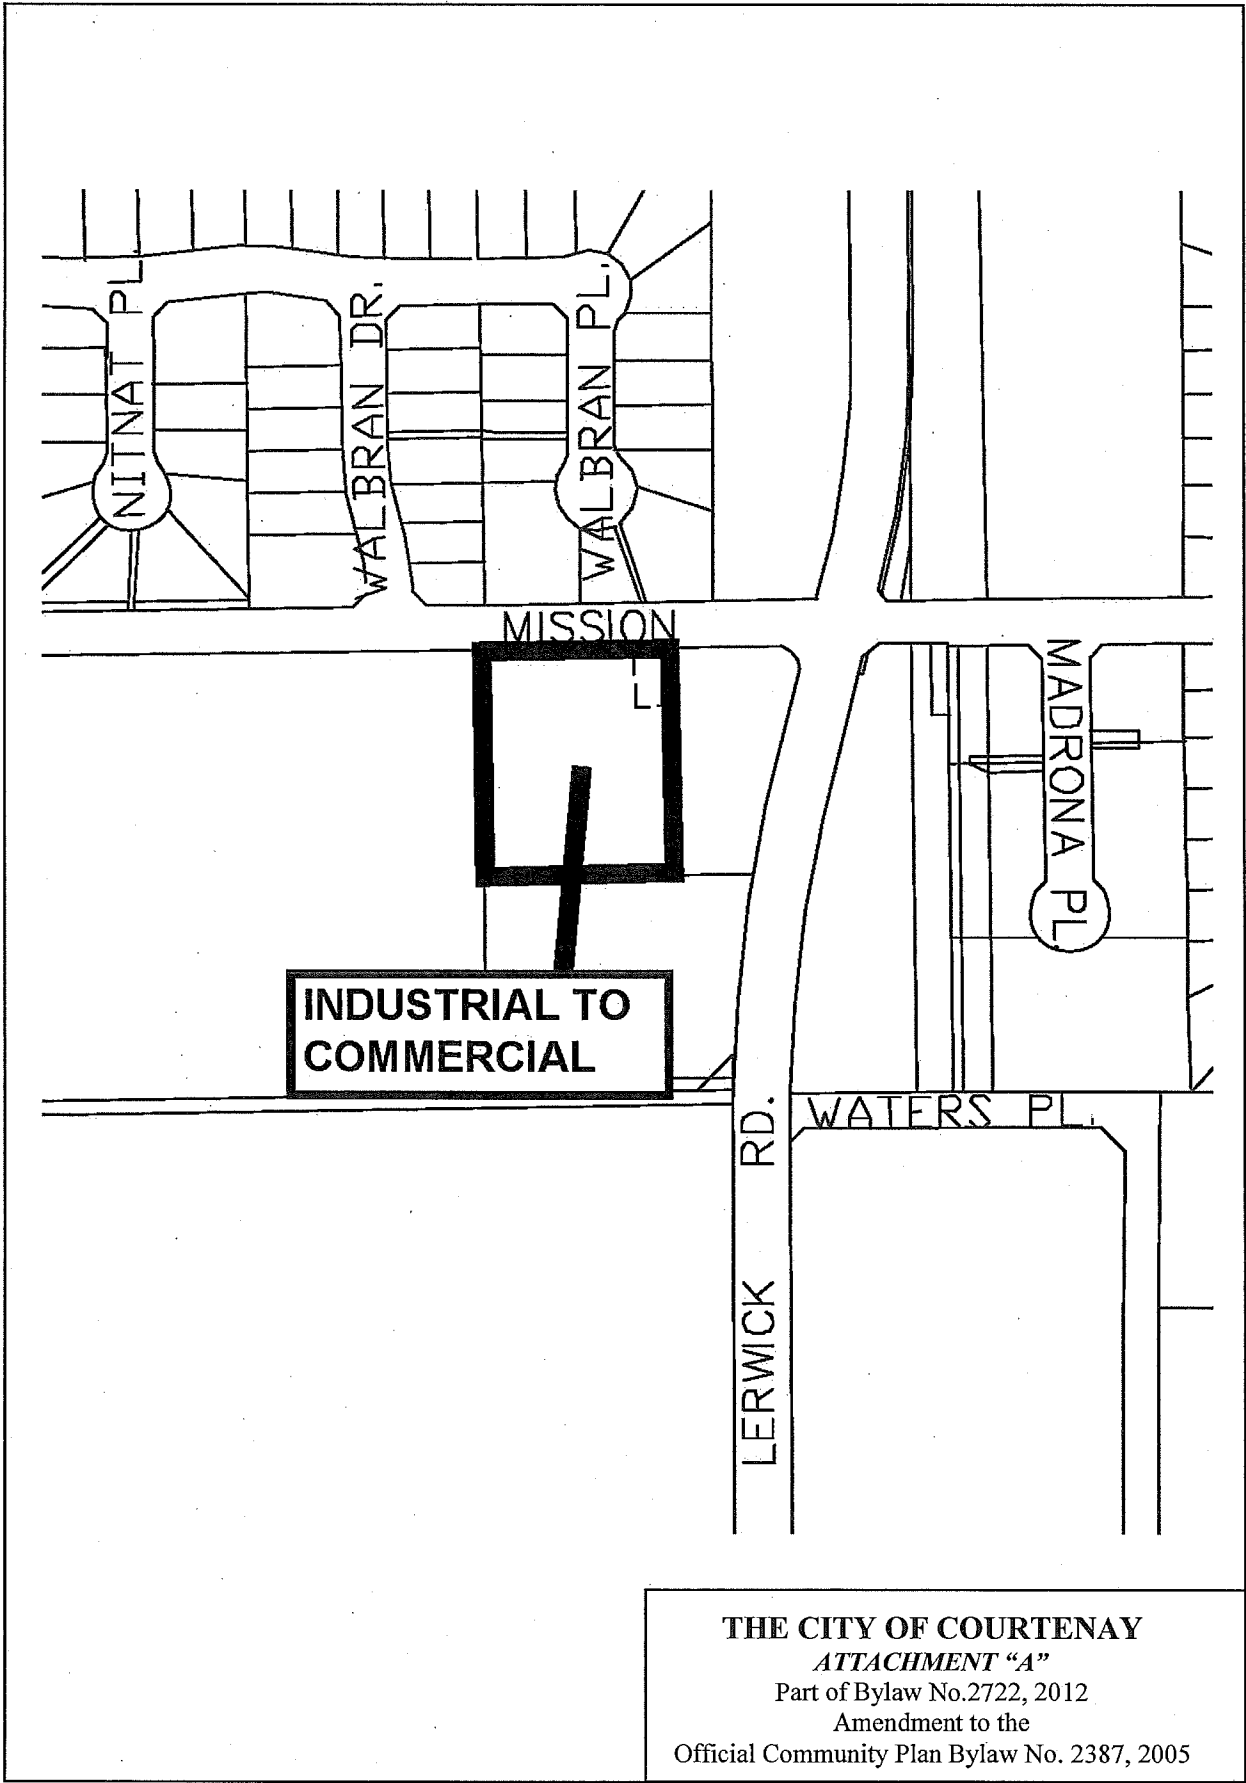 NITNAT PL.
WALBRAN DR.
WALBRAN PL.
MISSION
L.
MADRONA PL.
INDUSTRIAL TO
COMMERCIAL
WATERS PL.
LERWICK RD.
THE CITY OF COURTENAY
ATTACHMENT “A”
Part of Bylaw No.2722, 2012
Amendment to the
Official Community Plan Bylaw No. 2387, 2005